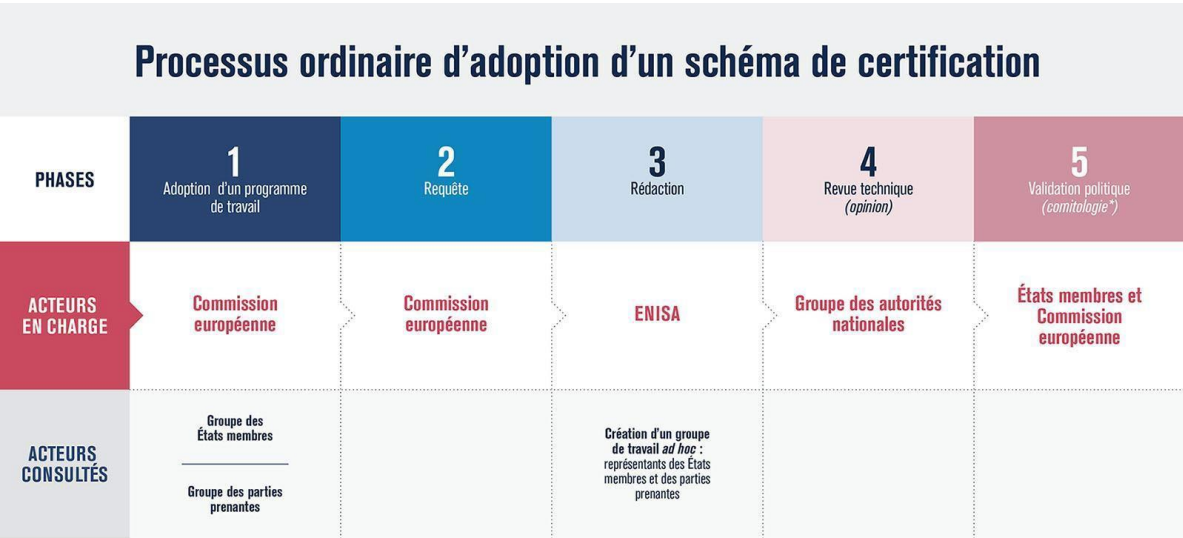 Processus ordinaire d’adoption d’un schéma de certification
PHASES
1
Adoption d’un programme
de travail
2
Requête
3
Rédaction
4
Revue technique
(opinion)
5
Validation politique
(comitologie*)
ACTEURS
EN CHARGE
Commission
européenne
Commission
européenne
ENISA
Groupe des autorités
nationales
États membres et
Commission
européenne
ACTEURS
CONSULTÉS
Groupe des
États membres
Groupe des parties
prenantes
Création d’un groupe
de travail ad hoc :
représentants des États
membres et des parties
prenantes